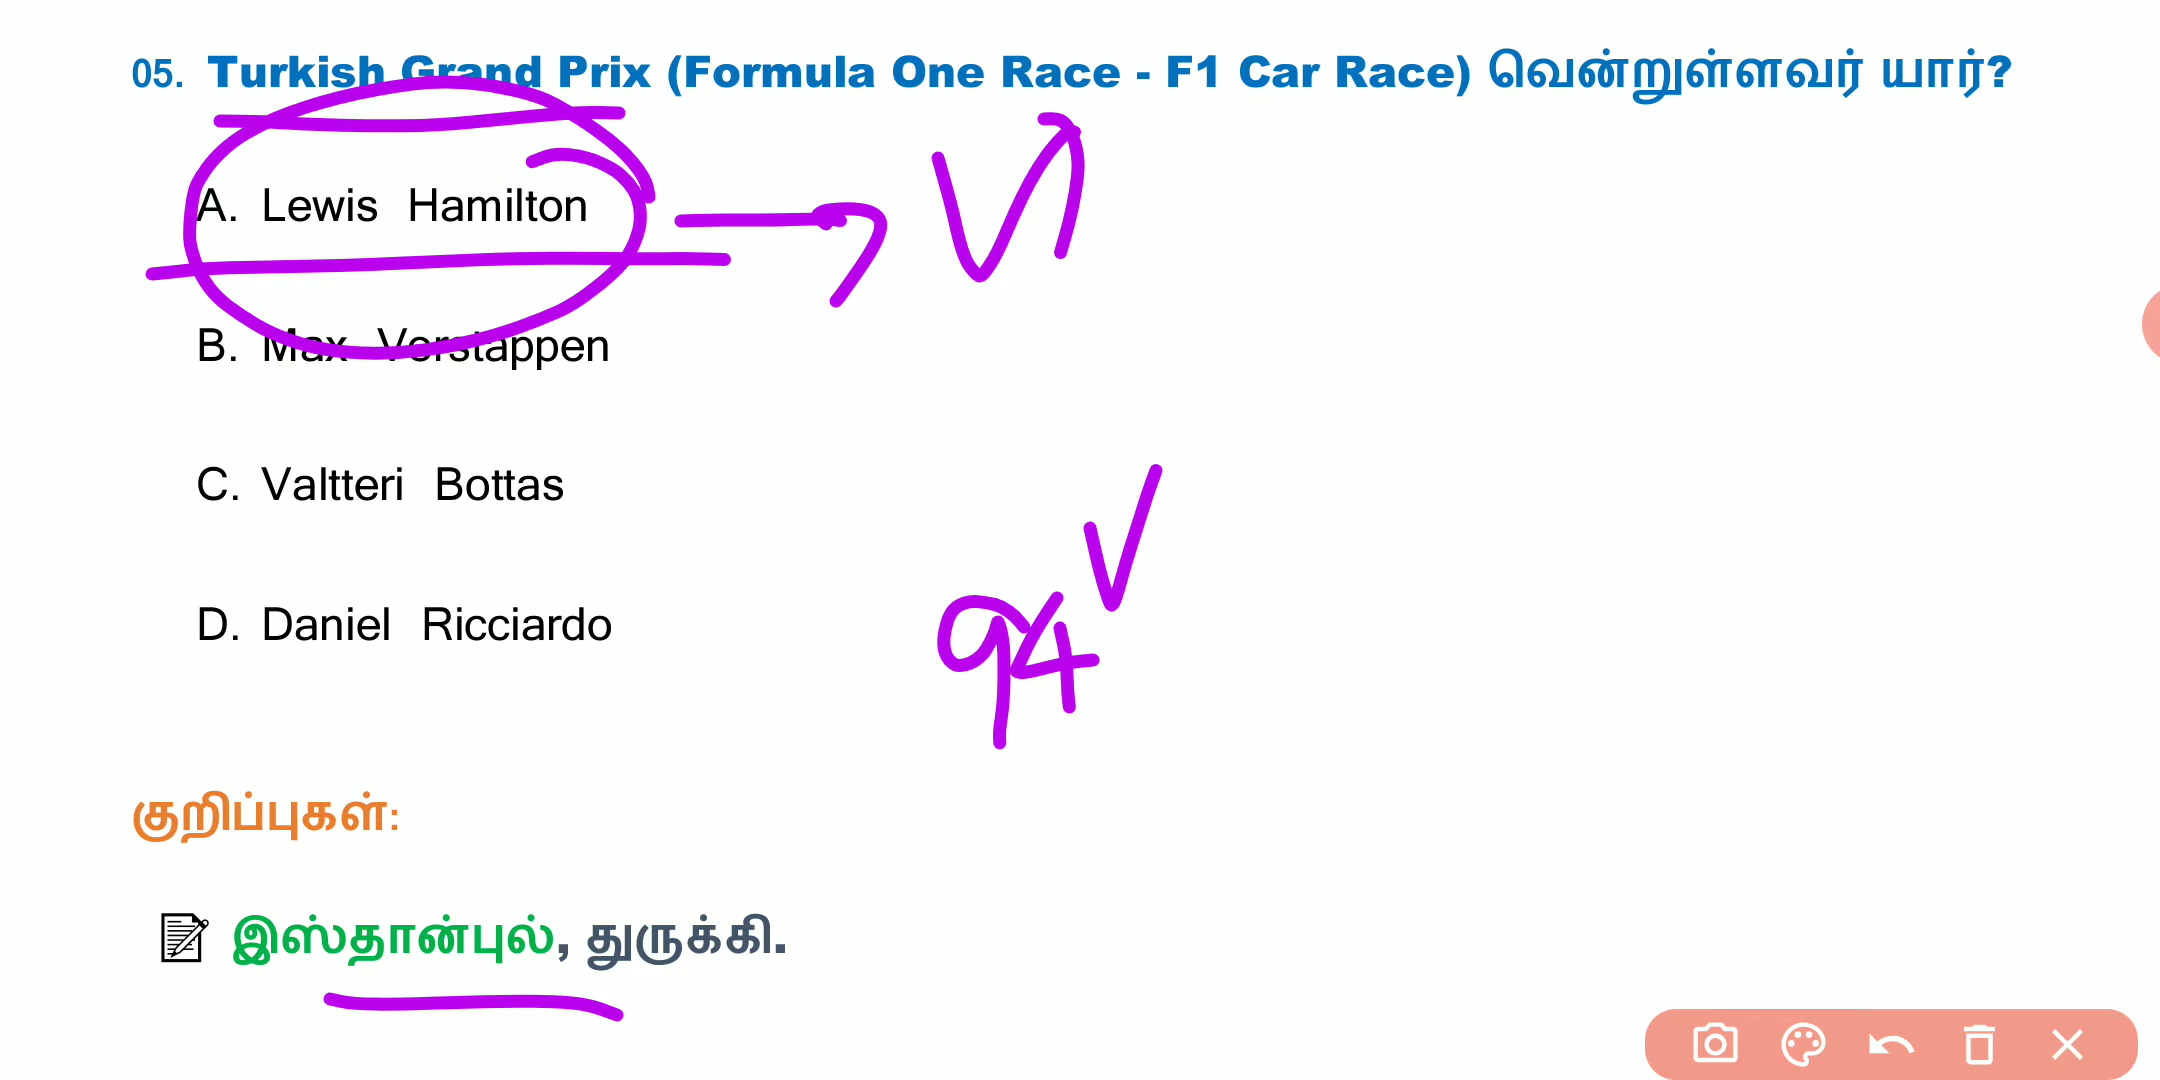 05. Turkish Grand Prix (Formula One Race - F1 Car Race) வென்றுள்ளவர் யார்?
A. Lewis Hamilton
B. Max Verstappen
C. Valtteri Bottas
94
D. Daniel Ricciardo
குறிப்புகள்:
இஸ்தான்புல், துருக்கி.